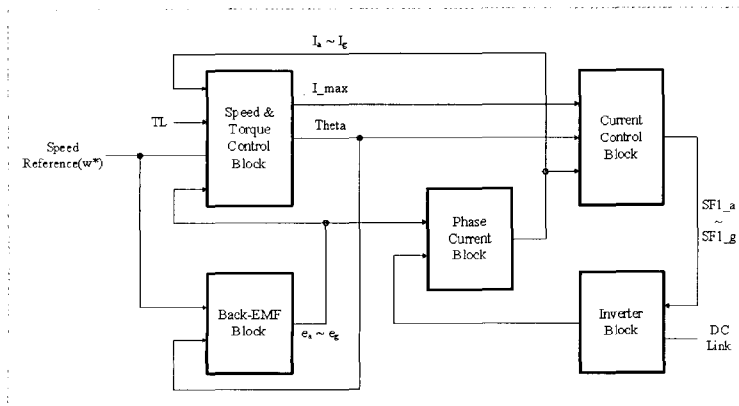 I_a ~ I_g
I_max
Speed &
Torque
Control
Block
TL
Theta
Speed
Reference(w*)
Current
Control
Block
Phase
Current
Block
SF1_a
~
SF1_g
Back-EMF
Block
e_a ~ e_g
Inverter
Block
DC
Link